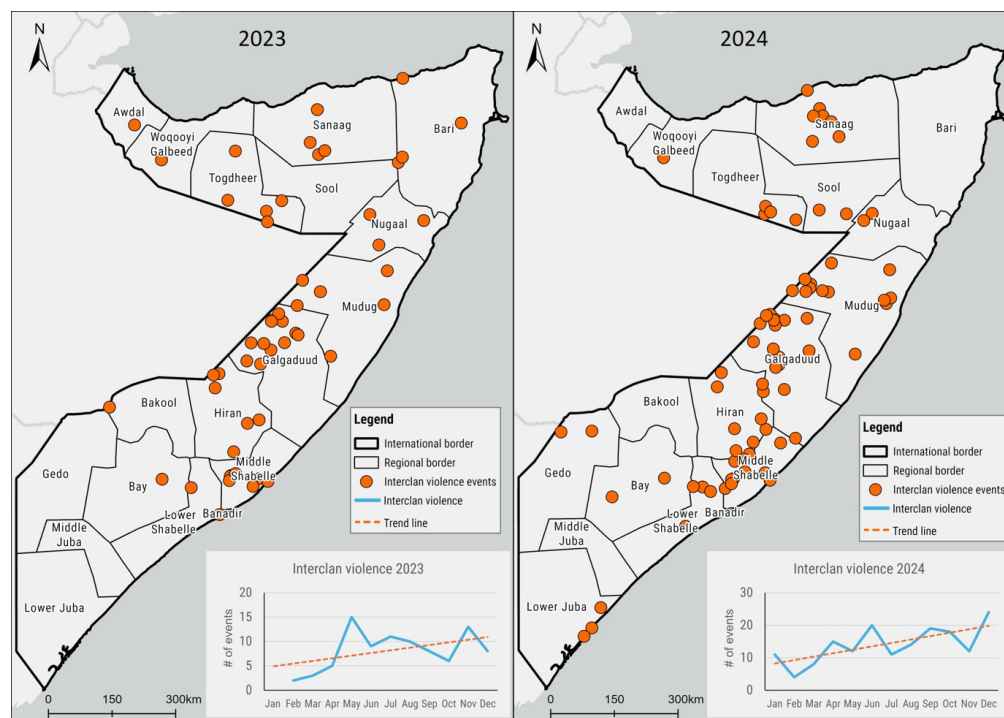 N
2023
Awdal
Woqooyi
Galbeed
Togdheer
Sanaag
Bari
Sool
Nugaal
Mudug
Galgaduud
Bakool
Hiran
Gedo
Bay
Middle
Shabelle
Lower
Shabelle
Banadir
Middle
Juba
Lower Juba
Legend
International border
Regional border
Interclan violence events
Interclan violence
Trend line
Interclan violence 2023
# of events
15
10
5
0
Jan Feb Mar Apr May Jun Jul Aug Sep Oct Nov Dec
0 150 300km
N
2024
Awdal
Woqooyi
Galbeed
Togdheer
Sanaag
Bari
Sool
Nugaal
Mudug
Galgaduud
Bakool
Hiran
Gedo
Bay
Middle
Shabelle
Lower
Shabelle
Banadir
Middle
Juba
Lower Juba
Legend
International border
Regional border
Interclan violence events
Interclan violence
Trend line
Interclan violence 2024
# of events
30
20
10
0
Jan Feb Mar Apr May Jun Jul Aug Sep Oct Nov Dec
0 150 300km